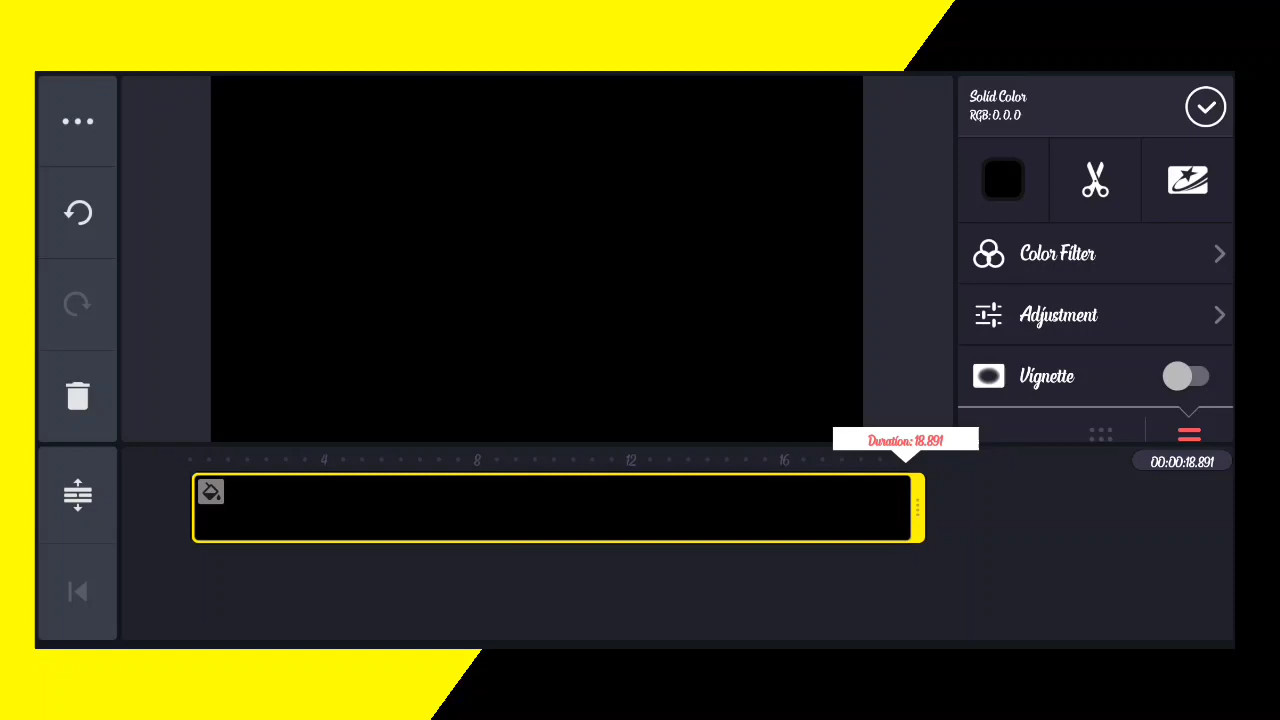 Solid Color
RGB: 0, 0, 0
Color Filter
Adjustment
Vignette
Duration: 18.891
4 8 12 16
00:00:18.891